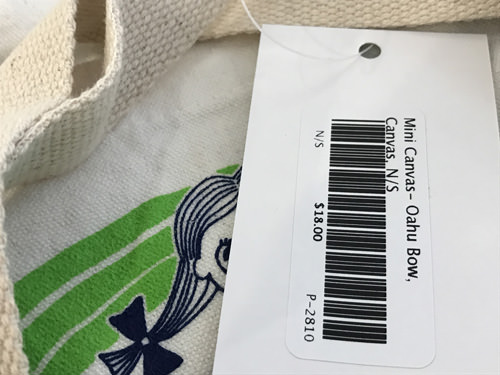 Mini Canvas- Oahu Bow,
Canvas, N/S
N/S
$18.00
P-2810